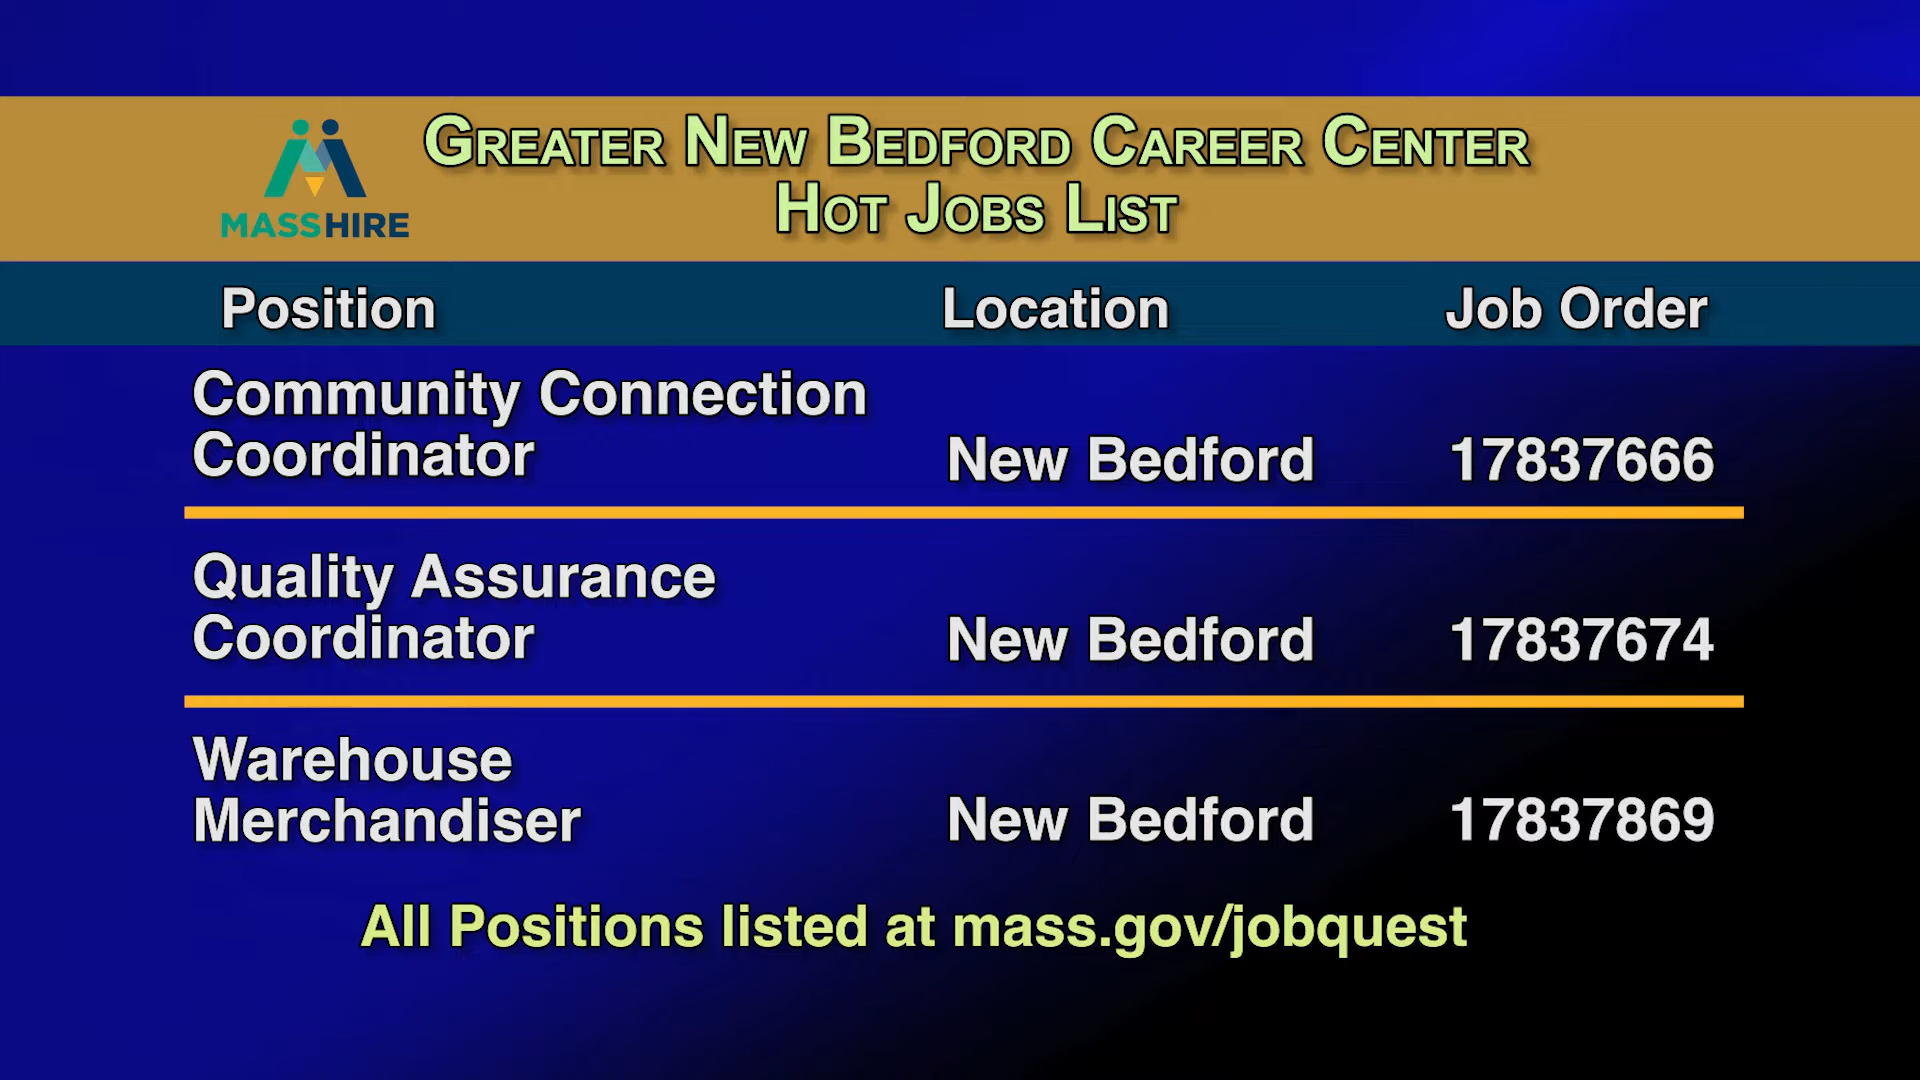 MASSHIRE
GREATER NEW BEDFORD CAREER CENTER
HOT JOBS LIST
Position Location Job Order
Community Connection
Coordinator New Bedford 17837666
Quality Assurance
Coordinator New Bedford 17837674
Warehouse
Merchandiser New Bedford 17837869
All Positions listed at mass.gov/jobquest